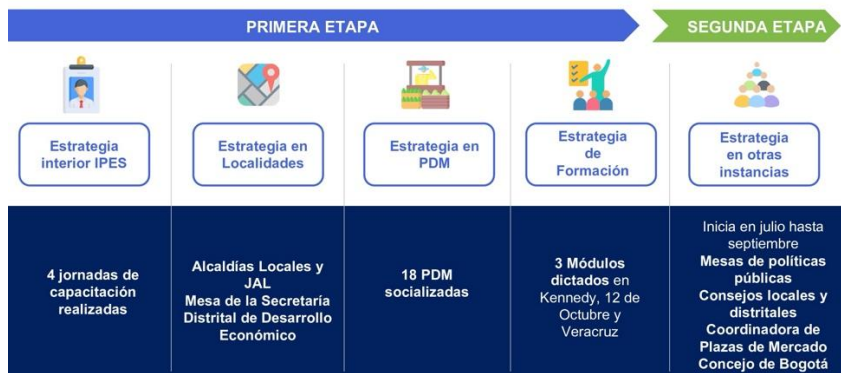 PRIMERA ETAPA
SEGUNDA ETAPA
Estrategia
interior IPES
Estrategia en
Localidades
Estrategia en
PDM
Estrategia
de
Formación
Estrategia
en otras
instancias
4 jornadas de
capacitación
realizadas
Alcaldías Locales y
JAL
Mesa de la Secretaría
Distrital de Desarrollo
Económico
18 PDM
socializadas
3 Módulos
dictados en
Kennedy, 12 de
Octubre y
Veracruz
Inicia en julio hasta
septiembre
Mesas de políticas
públicas
Consejos locales y
distritales
Coordinadora de
Plazas de Mercado
Concejo de Bogotá